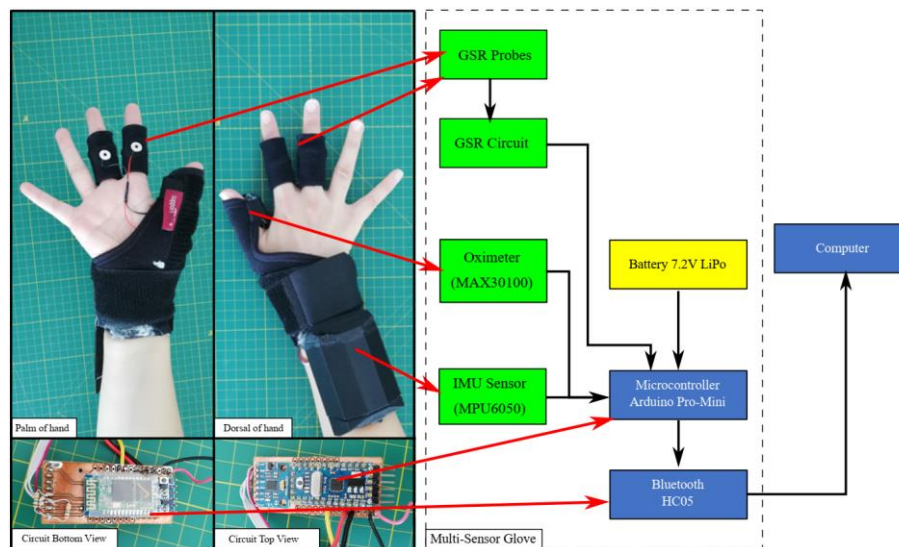 GSR Probes
GSR Circuit
Oximeter
(MAX30100)
Battery 7.2V LiPo
Computer
IMU Sensor
(MPU6050)
Microcontroller
Arduino Pro-Mini
Palm of hand
Dorsal of hand
Bluetooth
HC05
Circuit Bottom View
Circuit Top View
Multi-Sensor Glove